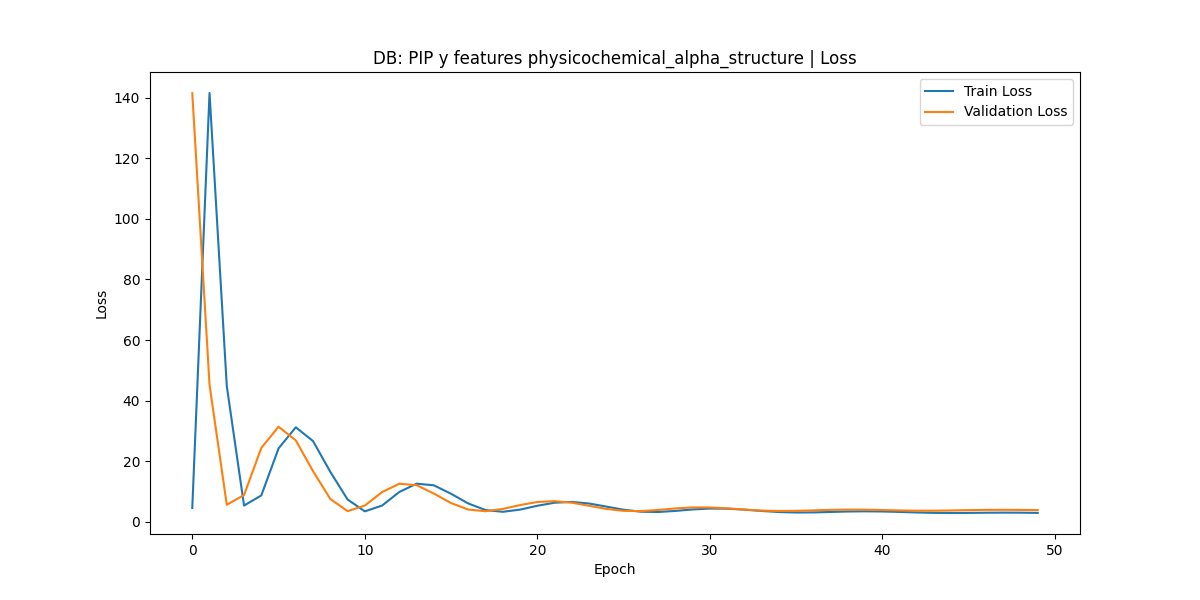 DB: PIP y features physicochemical_alpha_structure | Loss
Train Loss
Validation Loss
140
120
100
80
60
40
20
0
Loss
0 10 20 30 40 50
Epoch